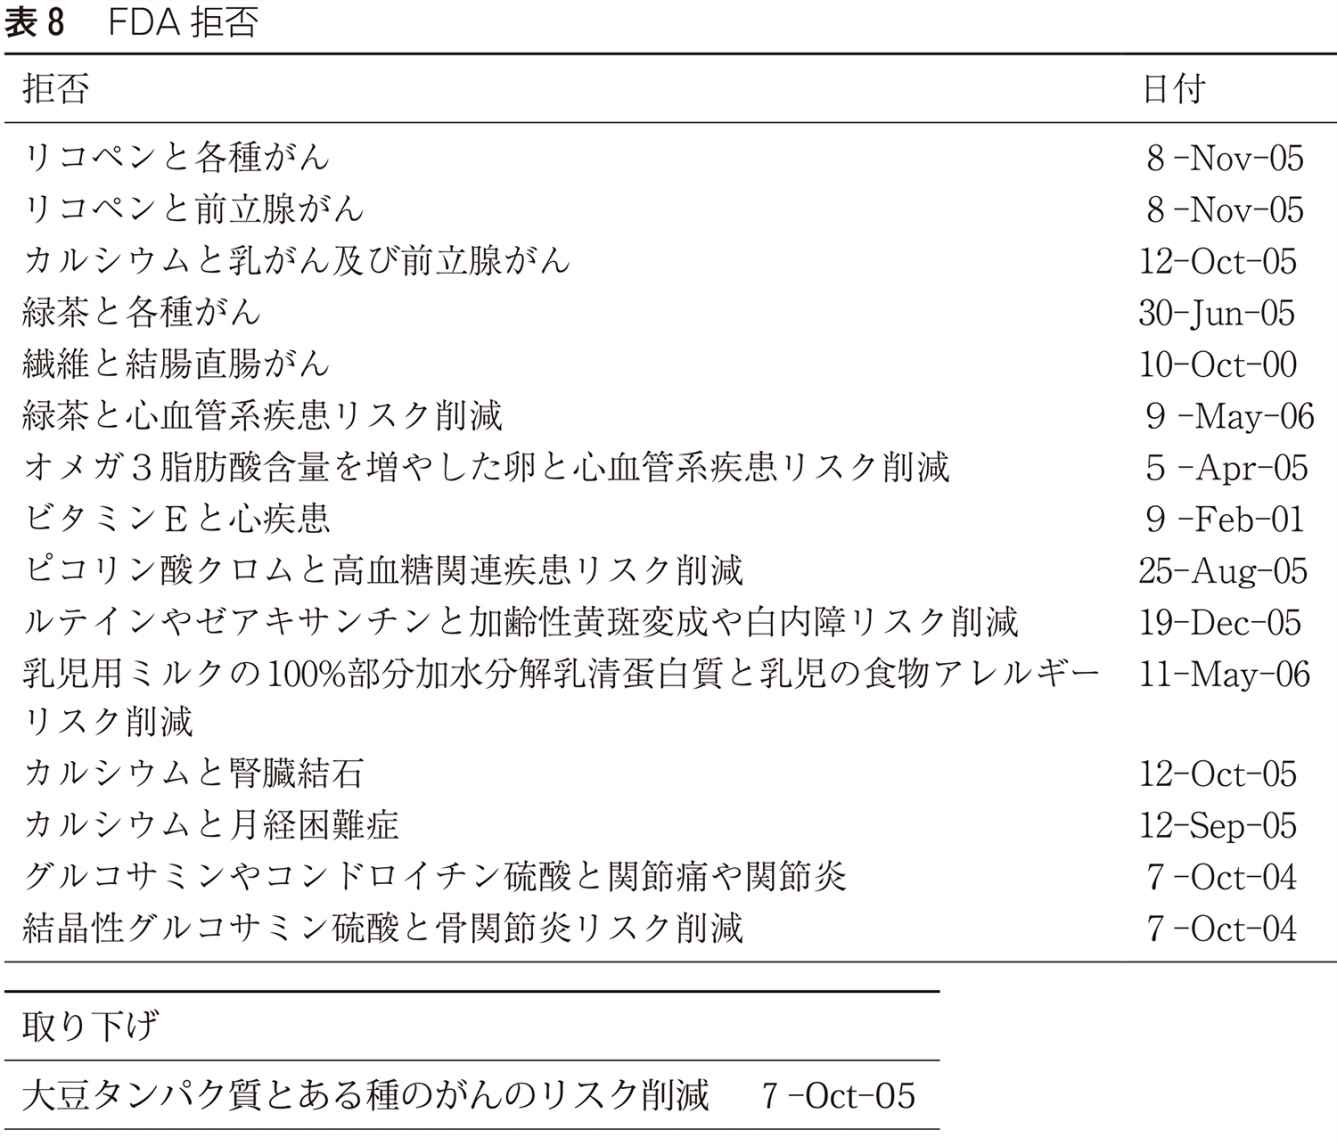 表8 FDA 拒否
拒否 日付
リコペンと各種がん 8-Nov-05
リコペンと前立腺がん 8-Nov-05
カルシウムと乳がん及び前立腺がん 12-Oct-05
緑茶と各種がん 30-Jun-05
繊維と結腸直腸がん 10-Oct-00
緑茶と心血管系疾患リスク削減 9-May-06
オメガ3脂肪酸含量を増やした卵と心血管系疾患リスク削減 5-Apr-05
ビタミンEと心疾患 9-Feb-01
ピコリン酸クロムと高血糖関連疾患リスク削減 25-Aug-05
ルテインやゼアキサンチンと加齢性黄斑変成や白内障リスク削減 19-Dec-05
乳児用ミルクの100%部分加水分解乳清蛋白質と乳児の食物アレルギー 11-May-06
リスク削減
カルシウムと腎臓結石 12-Oct-05
カルシウムと月経困難症 12-Sep-05
グルコサミンやコンドロイチン硫酸と関節痛や関節炎 7-Oct-04
結晶性グルコサミン硫酸と骨関節炎リスク削減 7-Oct-04
取り下げ
大豆タンパク質とある種のがんのリスク削減 7-Oct-05